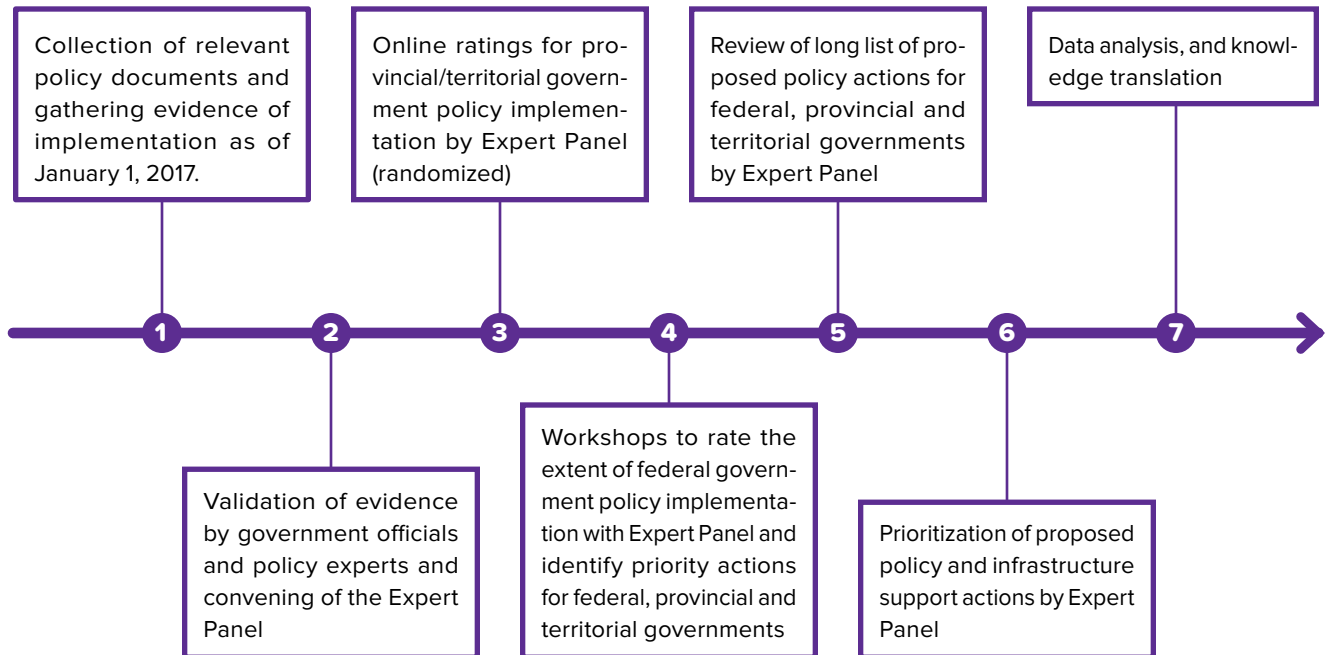 Collection of relevant
policy documents and
gathering evidence of
implementation as of
January 1, 2017.
Online ratings for pro-
vincial/territorial govern-
ment policy implemen-
tation by Expert Panel
(randomized)
Review of long list of pro-
posed policy actions for
federal, provincial and
territorial governments
by Expert Panel
Data analysis, and knowl-
edge translation
1
2
3
4
5
6
7
Validation of evidence
by government officials
and policy experts and
convening of the Expert
Panel
Workshops to rate the
extent of federal govern-
ment policy implementa-
tion with Expert Panel and
identify priority actions
for federal, provincial and
territorial governments
Prioritization of proposed
policy and infrastructure
support actions by Expert
Panel